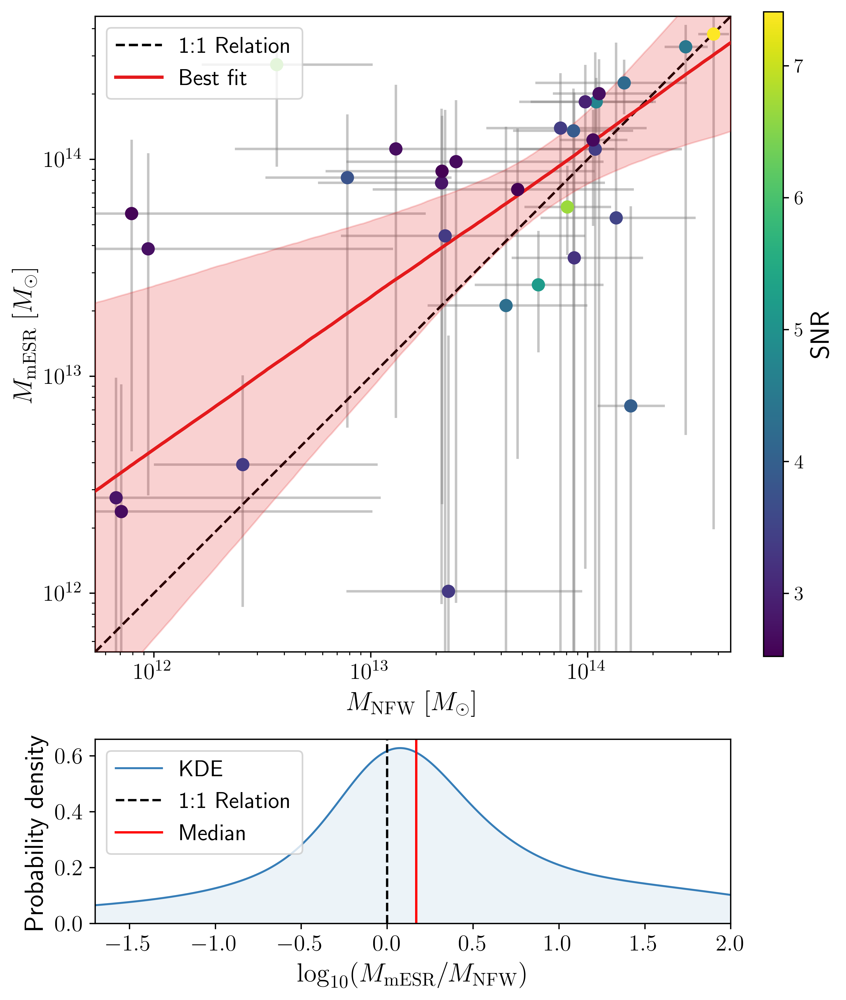 1:1 Relation
Best fit
10^14
10^13
10^12
M_mESR [M_⊙]
10^12 10^13 10^14
M_NFW [M_⊙]
7
6
5
4
3
SNR
KDE
1:1 Relation
Median
0.6
0.4
0.2
0.0
Probability density
−1.5 −1.0 −0.5 0.0 0.5 1.0 1.5 2.0
log_10(M_mESR/M_NFW)